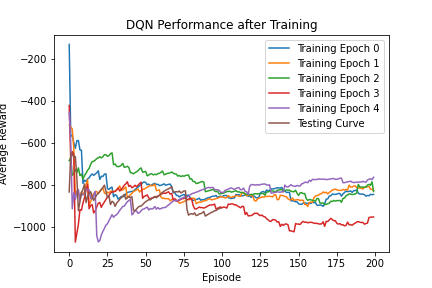 DQN Performance after Training
Average Reward
−200
−400
−600
−800
−1000
Training Epoch 0
Training Epoch 1
Training Epoch 2
Training Epoch 3
Training Epoch 4
Testing Curve
0 25 50 75 100 125 150 175 200
Episode